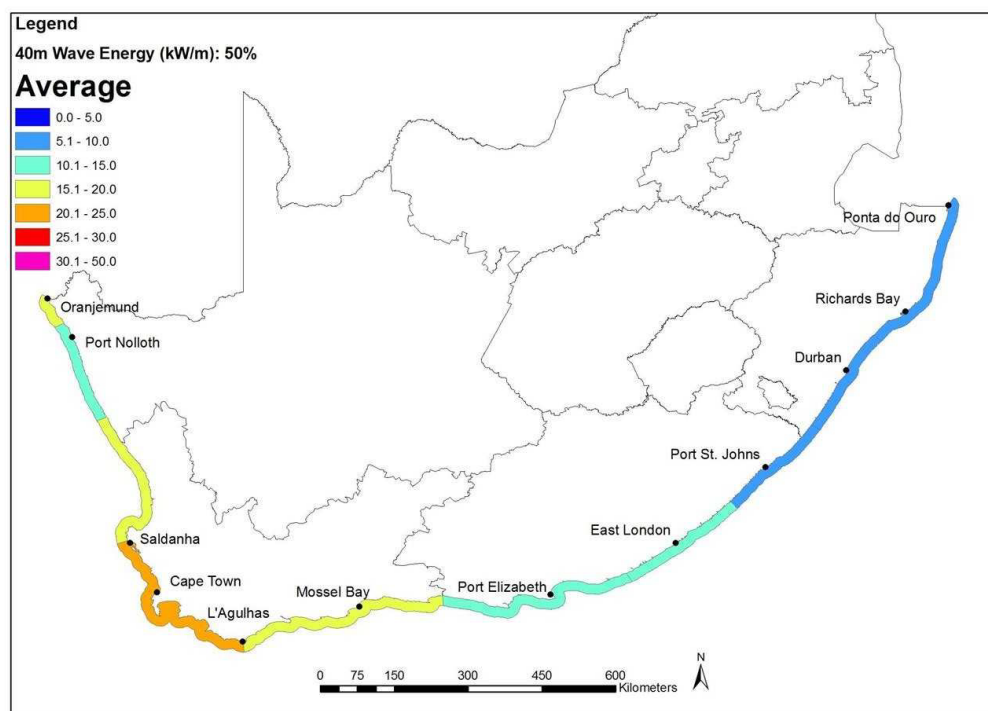 Legend
40m Wave Energy (kW/m): 50%
Average
0.0 - 5.0
5.1 - 10.0
10.1 - 15.0
15.1 - 20.0
20.1 - 25.0
25.1 - 30.0
30.1 - 50.0
Ponta do Ouro
Oranjemund
Richards Bay
Port Nolloth
Durban
Port St. Johns
East London
Saldanha
Cape Town
Mossel Bay
Port Elizabeth
L'Agulhas
N
0 75 150 300 450 600
Kilometers